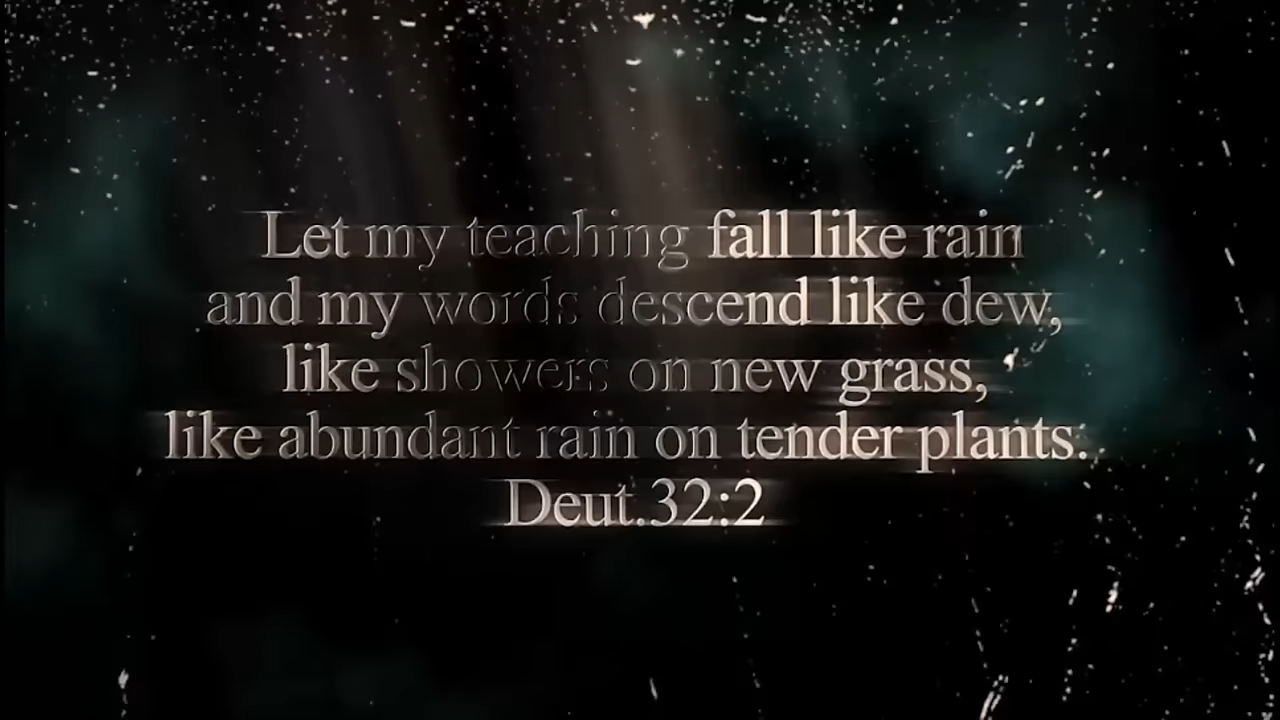 Let my teaching fall like rain
and my words descend like dew,
like showers on new grass,
like abundant rain on tender plants.
Deut.32:2